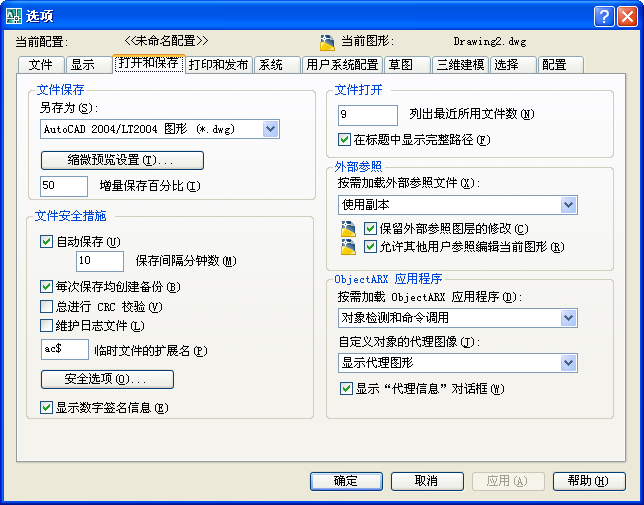 选项
当前配置: <<未命名配置>> 当前图形: Drawing2.dwg
文件 显示 打开和保存 打印和发布 系统 用户系统配置 草图 三维建模 选择 配置
文件保存
另存为(S):
AutoCAD 2004/LT2004 图形 (*.dwg)
缩微预览设置(T)...
50 增量保存百分比(I)
文件安全措施
自动保存(U)
10 保存间隔分钟数(M)
每次保存均创建备份(B)
总进行 CRC 校验(V)
维护日志文件(L)
ac$ 临时文件的扩展名(P)
安全选项(O)...
显示数字签名信息(E)
文件打开
9 列出最近所用文件数(N)
在标题中显示完整路径(F)
外部参照
按需加载外部参照文件(X):
使用副本
保留外部参照图层的修改(C)
允许其他用户参照编辑当前图形(R)
ObjectARX 应用程序
按需加载 ObjectARX 应用程序(D):
对象检测和命令调用
自定义对象的代理图像(J):
显示代理图形
显示“代理信息”对话框(W)
确定 取消 应用(A) 帮助(H)